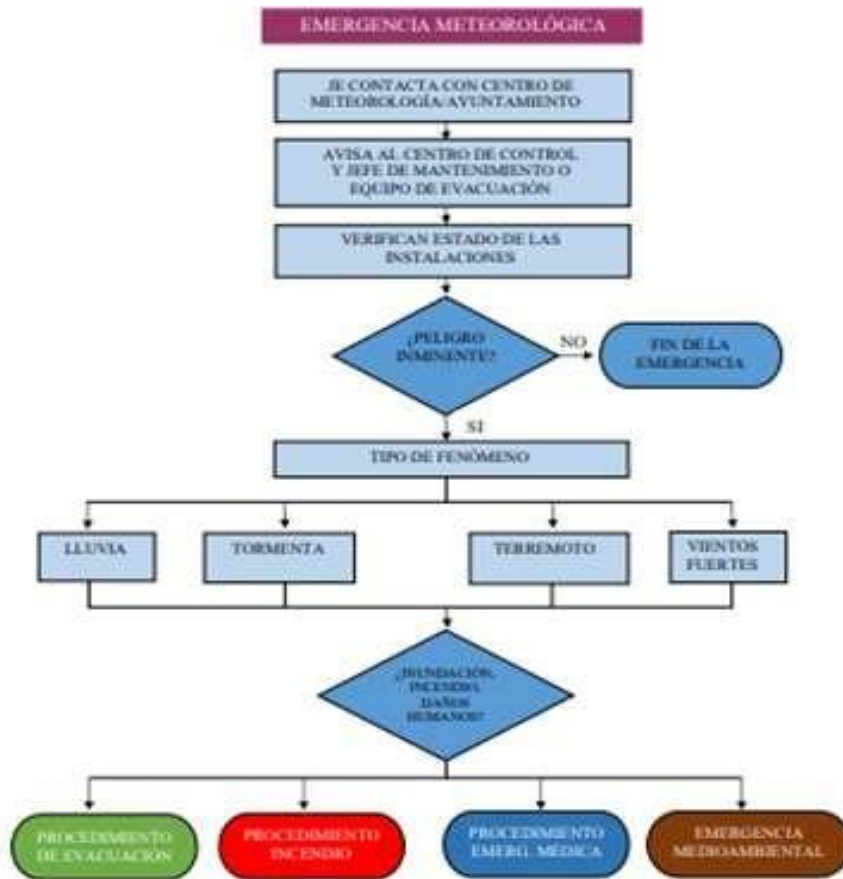 EMERGENCIA METEOROLÓGICA
JE CONTACTA CON CENTRO DE
METEOROLOGÍA/AYUNTAMIENTO
AVISA AL CENTRO DE CONTROL
Y JEFE DE MANTENIMIENTO O
EQUIPO DE EVACUACIÓN
VERIFICAN ESTADO DE LAS
INSTALACIONES
¿PELIGRO
INMINENTE?
NO
FIN DE LA
EMERGENCIA
SI
TIPO DE FENÓMENO
LLUVIA
TORMENTA
TERREMOTO
VIENTOS
FUERTES
¿INUNDACIÓN,
INCENDIO,
DAÑOS
HUMANOS?
PROCEDIMIENTO
DE EVACUACIÓN
PROCEDIMIENTO
INCENDIO
PROCEDIMIENTO
EMERG. MÉDICA
EMERGENCIA
MEDIOAMBIENTAL